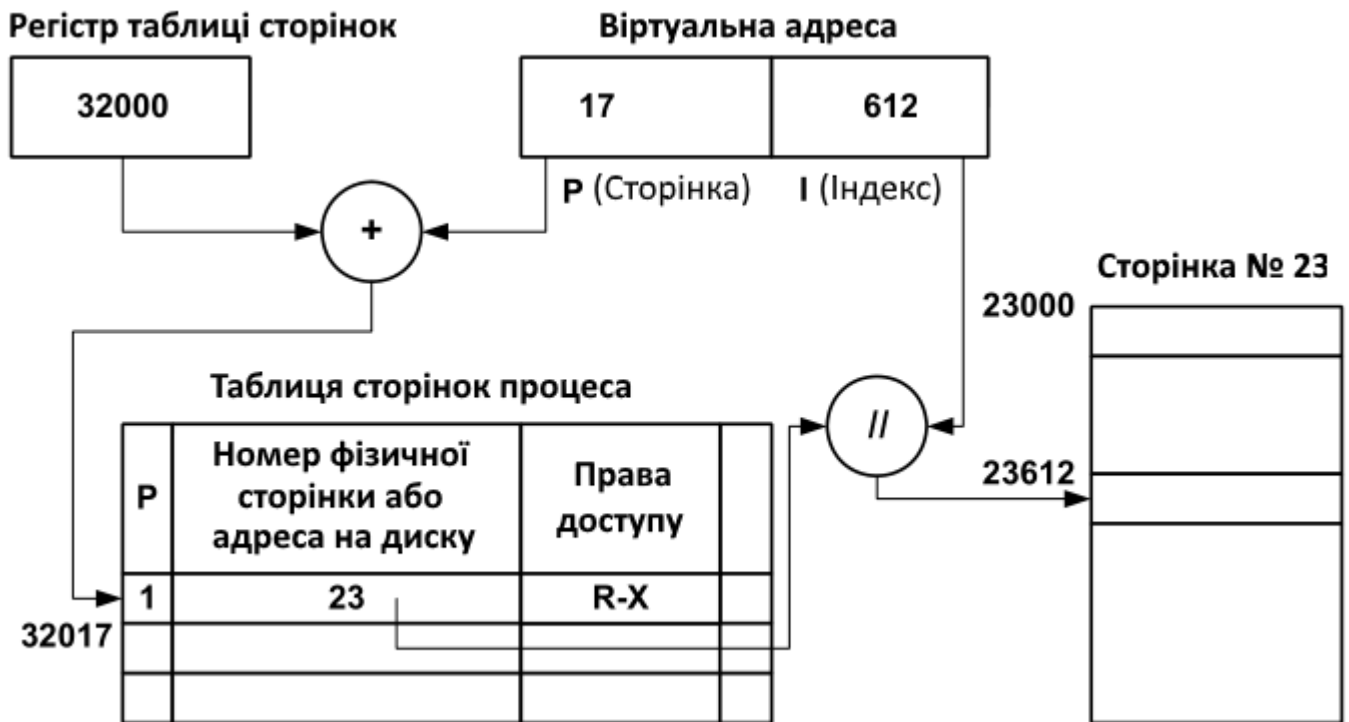 Регістр таблиці сторінок
Віртуальна адреса
32000
17
612
P (Сторінка)
I (Індекс)
+
Сторінка № 23
23000
Таблиця сторінок процеса
//
P
Номер фізичної
сторінки або
адреса на диску
Права
доступу
23612
1
23
R-X
32017